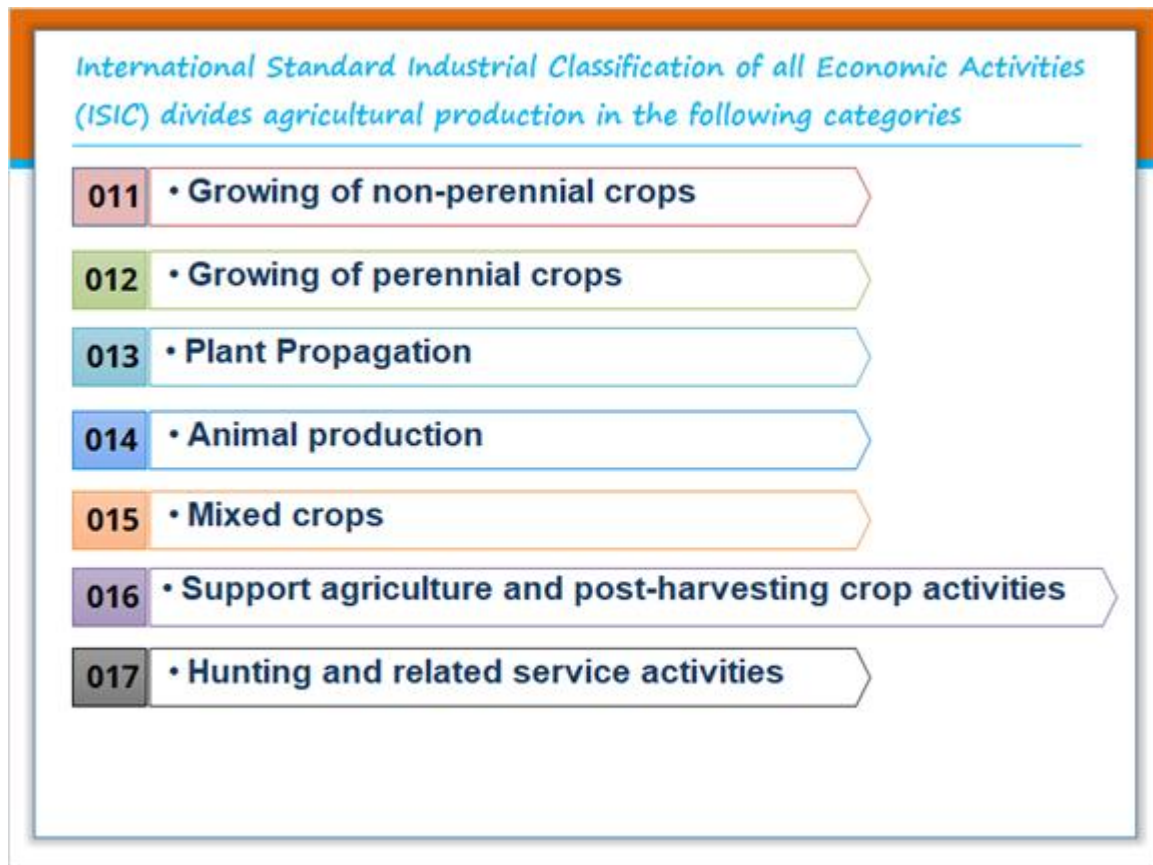 International Standard Industrial Classification of all Economic Activities
(ISIC) divides agricultural production in the following categories
011 • Growing of non-perennial crops
012 • Growing of perennial crops
013 • Plant Propagation
014 • Animal production
015 • Mixed crops
016 • Support agriculture and post-harvesting crop activities
017 • Hunting and related service activities